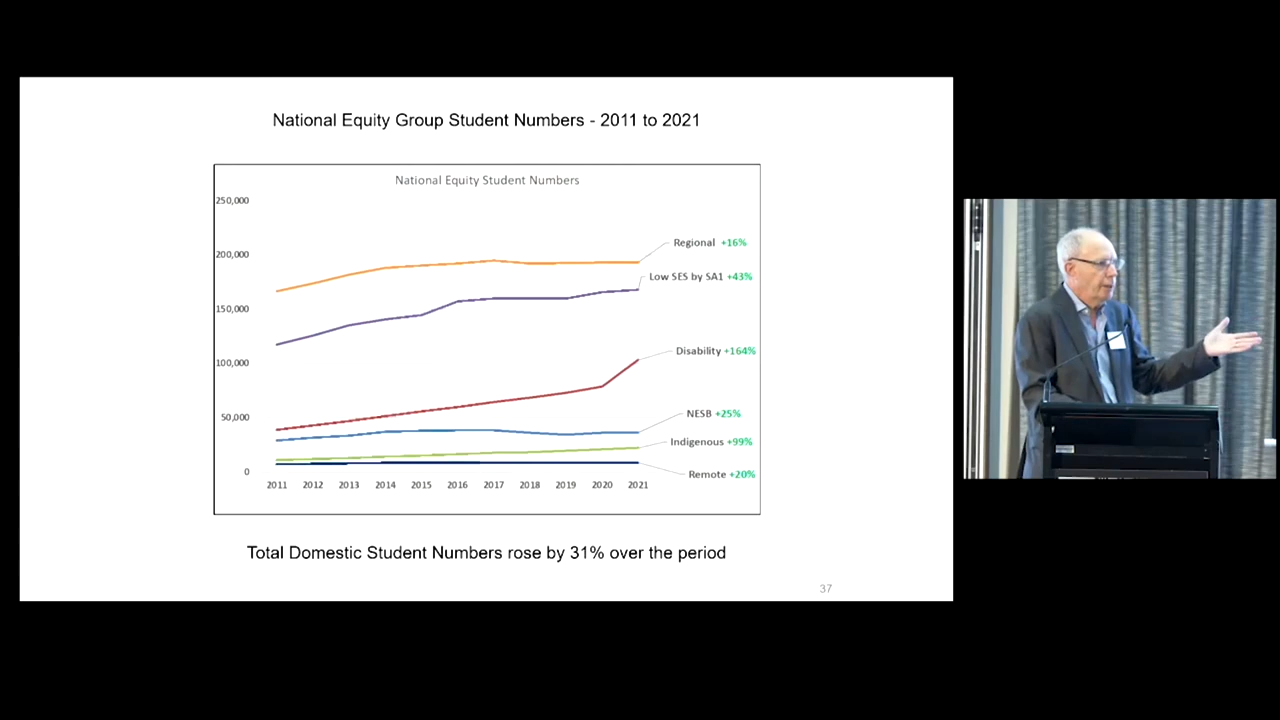 National Equity Group Student Numbers - 2011 to 2021
National Equity Student Numbers
250,000
200,000
150,000
100,000
50,000
0
2011 2012 2013 2014 2015 2016 2017 2018 2019 2020 2021
Regional +16%
Low SES by SA1 +43%
Disability +164%
NESB +25%
Indigenous +99%
Remote +20%
Total Domestic Student Numbers rose by 31% over the period
37